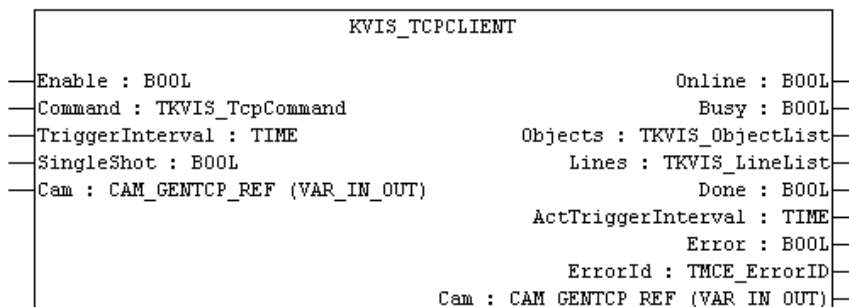 KVIS_TCPCLIENT
Enable : BOOL Online : BOOL
Command : TKVIS_TcpCommand Busy : BOOL
TriggerInterval : TIME Objects : TKVIS_ObjectList
SingleShot : BOOL Lines : TKVIS_LineList
Cam : CAM_GENTCP_REF (VAR_IN_OUT) Done : BOOL
ActTriggerInterval : TIME
Error : BOOL
ErrorId : TMCE_ErrorID
Cam : CAM_GENTCP_REF (VAR_IN_OUT)